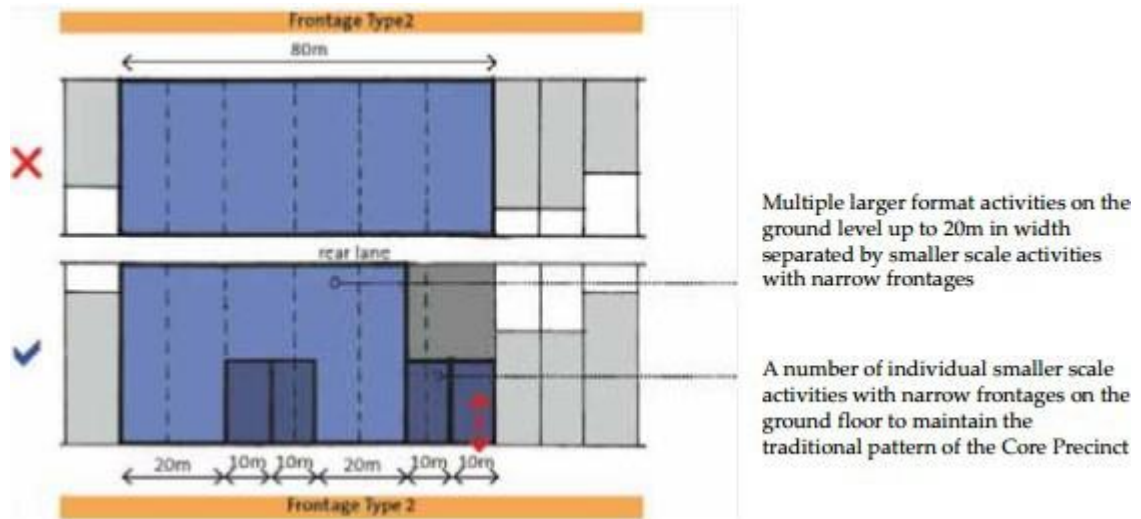 Frontage Type2
80m
rear lane
Multiple larger format activities on the
ground level up to 20m in width
separated by smaller scale activities
with narrow frontages
A number of individual smaller scale
activities with narrow frontages on the
ground floor to maintain the
traditional pattern of the Core Precinct
20m 10m 10m 20m 10m 10m
Frontage Type 2